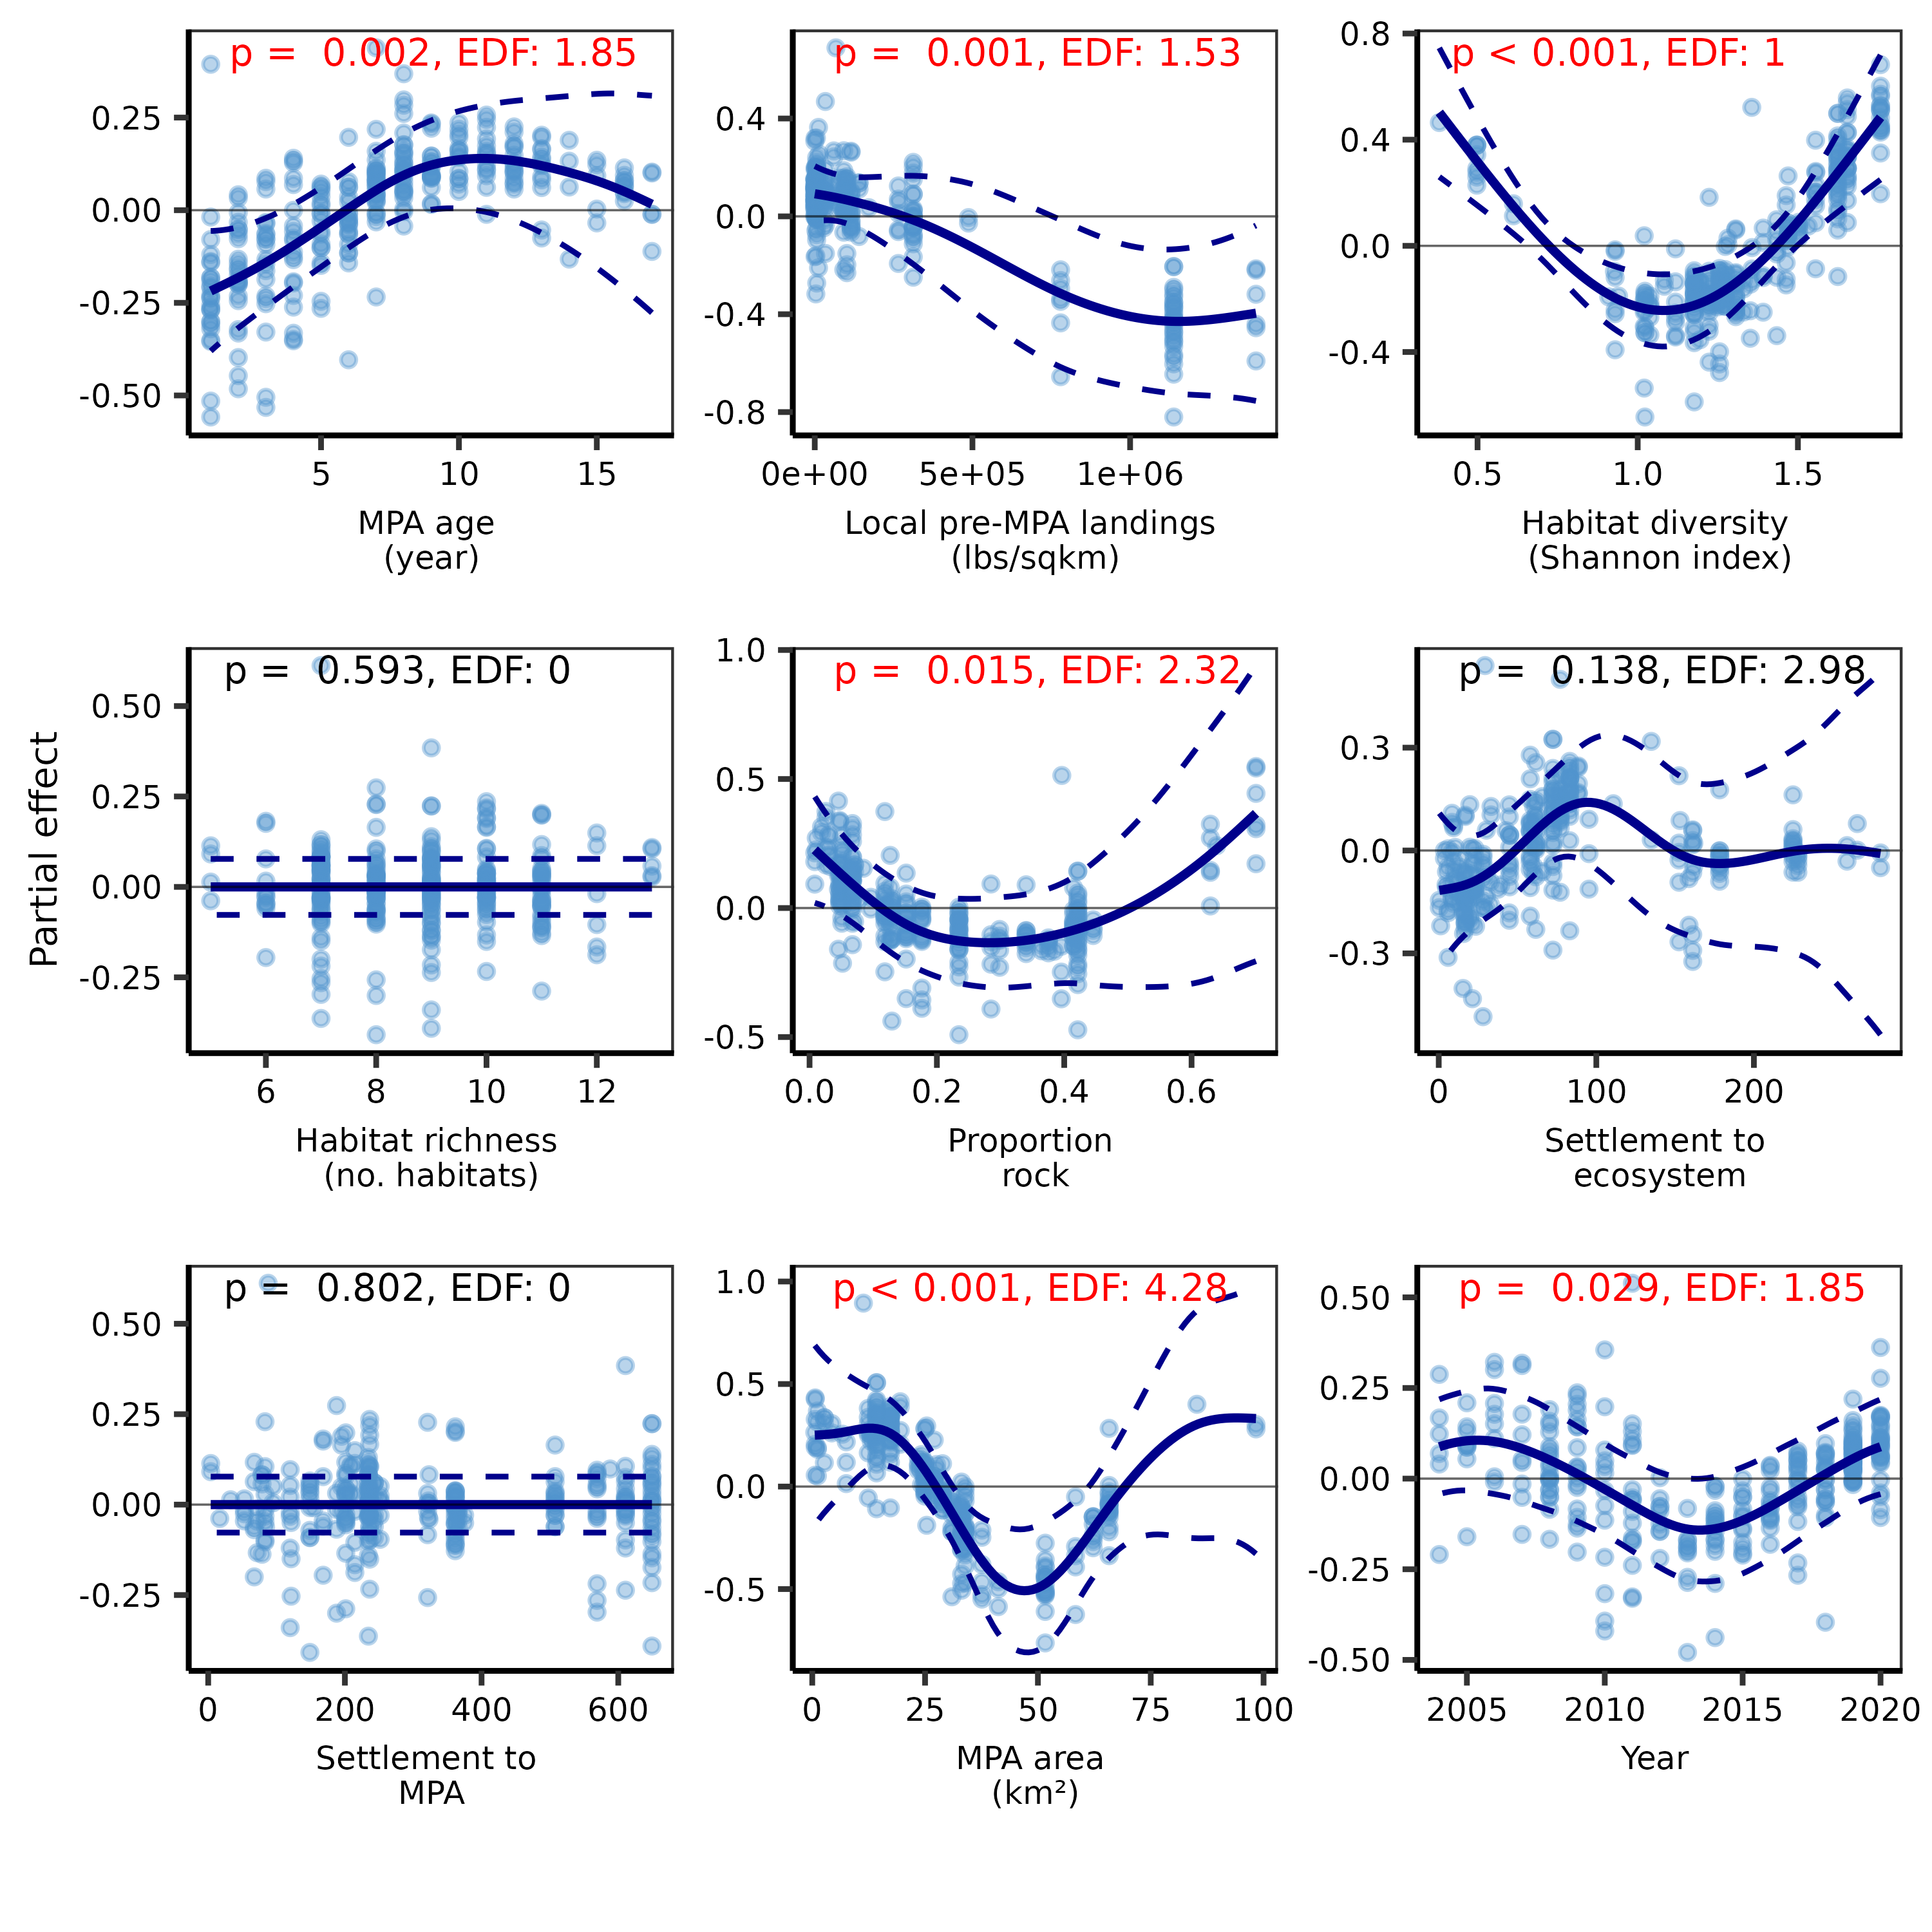 p =  0.002, EDF: 1.85
0.25
0.00
-0.25
-0.50
5 10 15
MPA age
(year)
p =  0.001, EDF: 1.53
0.4
0.0
-0.4
-0.8
0e+00 5e+05 1e+06
Local pre-MPA landings
(lbs/sqkm)
p < 0.001, EDF: 1
0.8
0.4
0.0
-0.4
0.5 1.0 1.5
Habitat diversity
(Shannon index)
Partial effect
p =  0.593, EDF: 0
0.50
0.25
0.00
-0.25
6 8 10 12
Habitat richness
(no. habitats)
p =  0.015, EDF: 2.32
1.0
0.5
0.0
-0.5
0.0 0.2 0.4 0.6
Proportion
rock
p =  0.138, EDF: 2.98
0.3
0.0
-0.3
0 100 200
Settlement to
ecosystem
p =  0.802, EDF: 0
0.50
0.25
0.00
-0.25
0 200 400 600
Settlement to
MPA
p < 0.001, EDF: 4.28
1.0
0.5
0.0
-0.5
0 25 50 75 100
MPA area
(km²)
p =  0.029, EDF: 1.85
0.50
0.25
0.00
-0.25
-0.50
2005 2010 2015 2020
Year